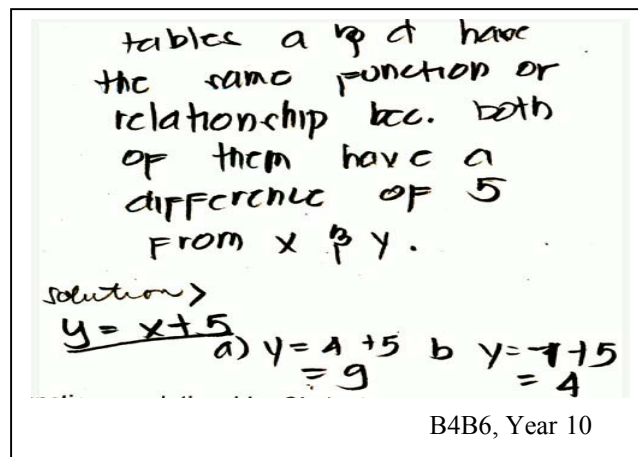 tables a & d have
the same function or
relationship bec. both
of them have a
difference of 5
from x & y.
solution>
y = x+5
a) y = 4 +5 b y = -1+5
= 9 = 4
B4B6, Year 10